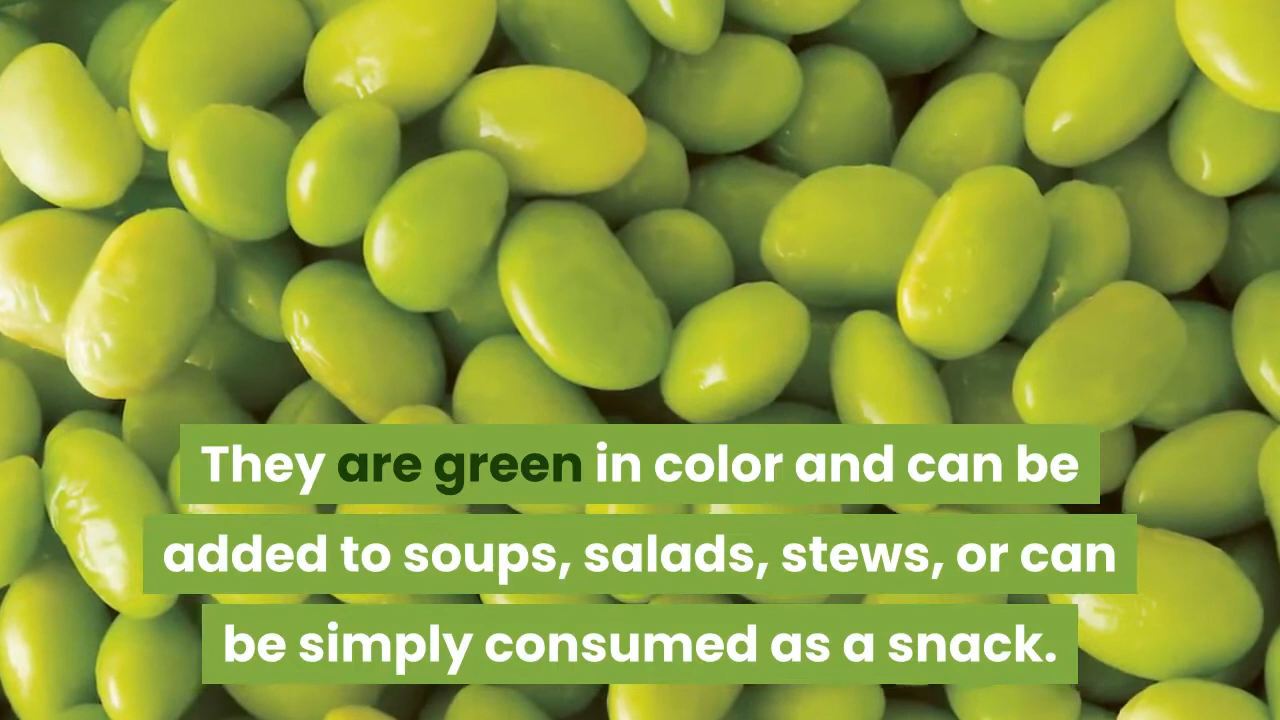 They are green in color and can be
added to soups, salads, stews, or can
be simply consumed as a snack.